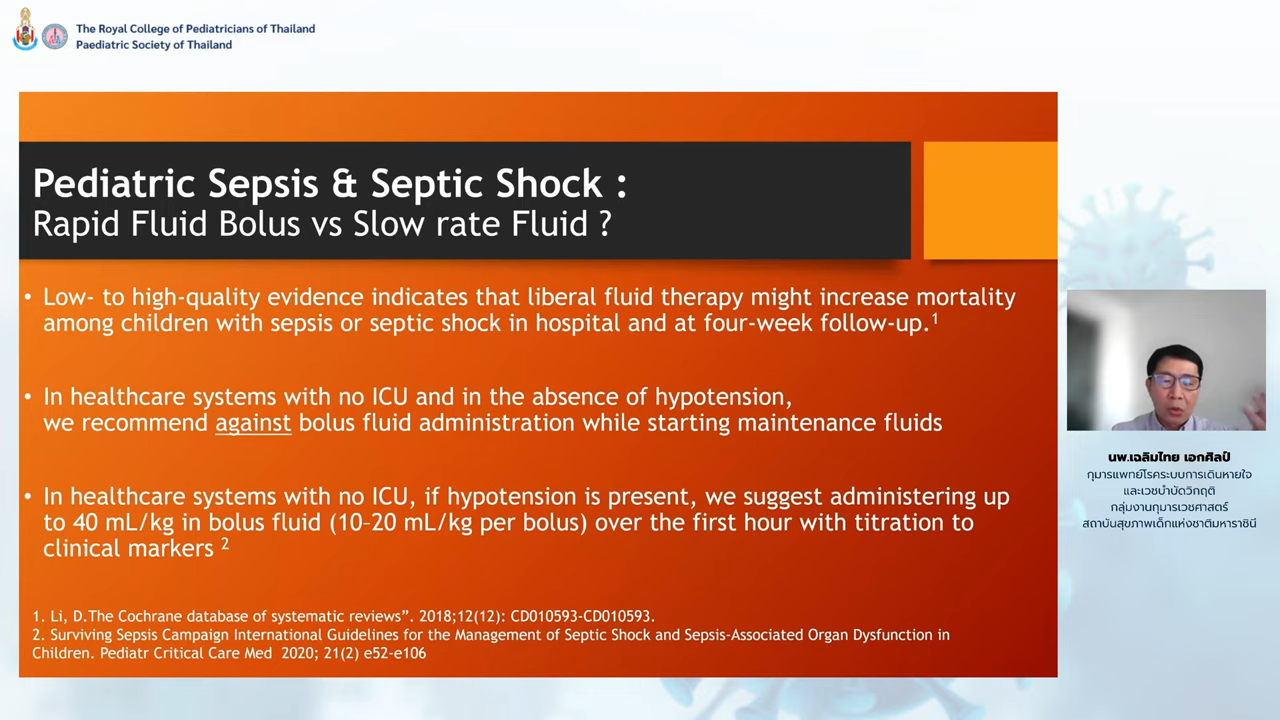 The Royal College of Pediatricians of Thailand
Paediatric Society of Thailand
Pediatric Sepsis & Septic Shock :
Rapid Fluid Bolus vs Slow rate Fluid ?
• Low- to high-quality evidence indicates that liberal fluid therapy might increase mortality
among children with sepsis or septic shock in hospital and at four-week follow-up.1
• In healthcare systems with no ICU and in the absence of hypotension,
we recommend against bolus fluid administration while starting maintenance fluids
• In healthcare systems with no ICU, if hypotension is present, we suggest administering up
to 40 mL/kg in bolus fluid (10–20 mL/kg per bolus) over the first hour with titration to
clinical markers 2
1. Li, D.The Cochrane database of systematic reviews”. 2018;12(12): CD010593-CD010593.
2. Surviving Sepsis Campaign International Guidelines for the Management of Septic Shock and Sepsis-Associated Organ Dysfunction in
Children. Pediatr Critical Care Med 2020; 21(2) e52-e106
นพ.เฉลิมไทย เอกศิลป์
กุมารแพทย์โรคระบบการเดินหายใจ
และเวชบำบัดวิกฤติ
กลุ่มงานกุมารเวชศาสตร์
สถาบันสุขภาพเด็กแห่งชาติมหาราชินี